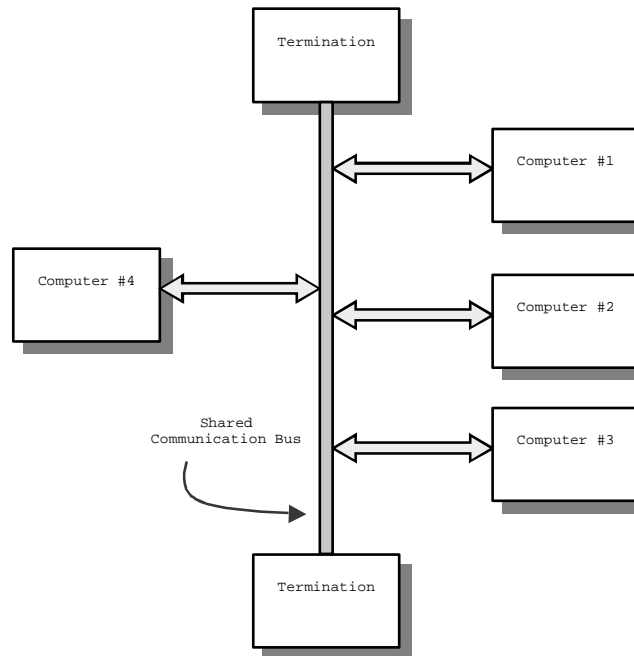 Termination
Computer #1
Computer #4
Computer #2
Shared
Communication Bus
Computer #3
Termination